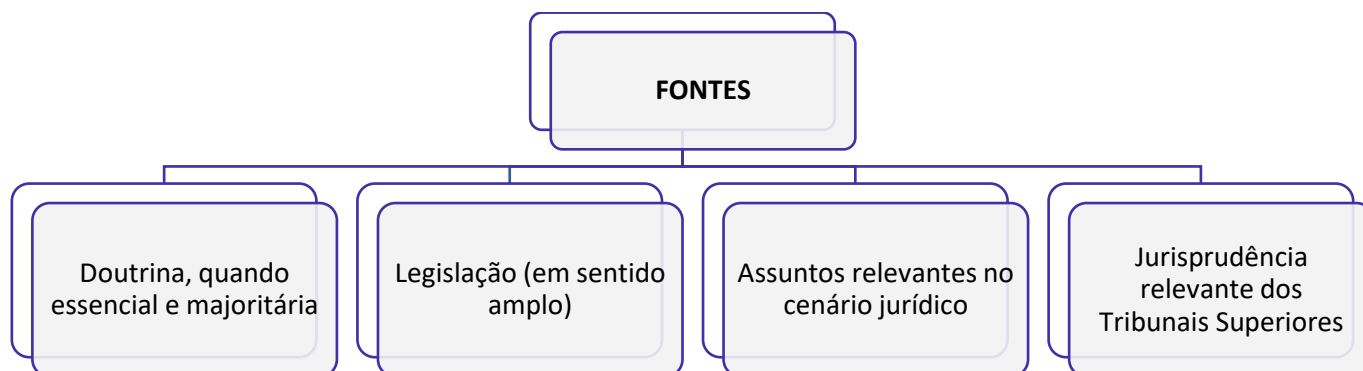 FONTES
Doutrina, quando
essencial e majoritária
Legislação (em sentido
amplo)
Assuntos relevantes no
cenário jurídico
Jurisprudência
relevante dos
Tribunais Superiores